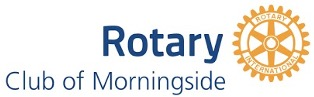 Rotary
Club of Morningside
ROTARY
INTERNATIONAL